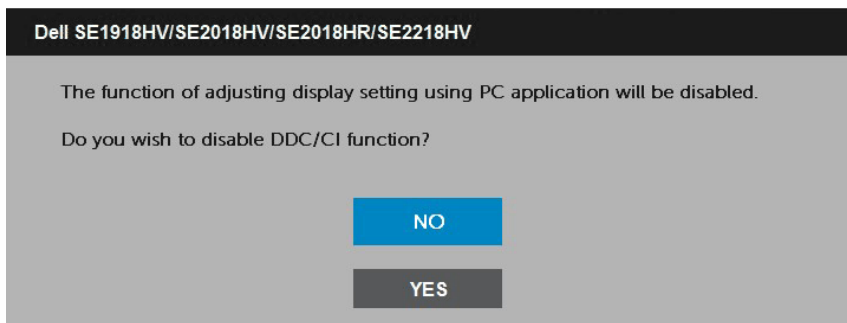 Dell SE1918HV/SE2018HV/SE2018HR/SE2218HV
The function of adjusting display setting using PC application will be disabled.
Do you wish to disable DDC/CI function?
NO
YES